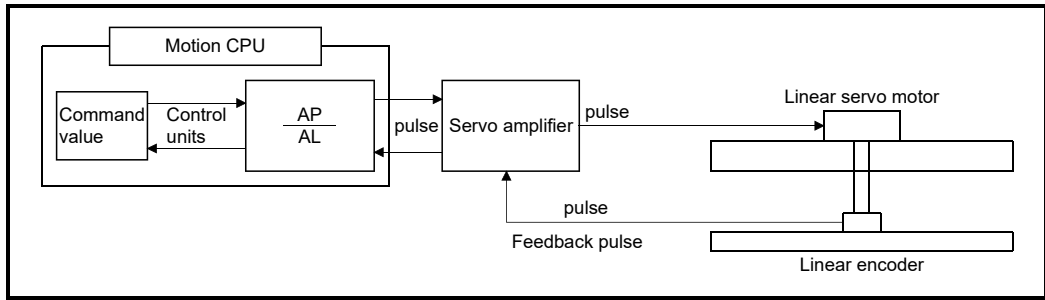 Motion CPU
Command
value
Control
units
AP
AL
pulse
Servo amplifier
pulse
Linear servo motor
pulse
Feedback pulse
Linear encoder